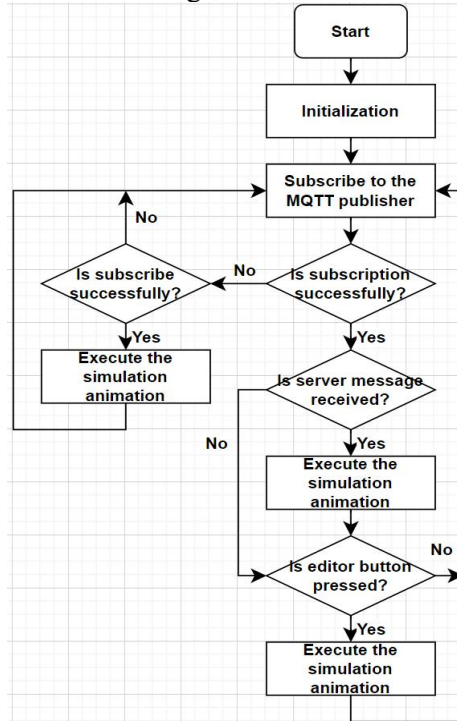 Start
Initialization
Subscribe to the
MQTT publisher
No
Is subscribe
successfully?
No
Is subscription
successfully?
Yes
Yes
Execute the
simulation
animation
Is server message
received?
No
Yes
Execute the
simulation
animation
Is editor button
pressed?
No
Yes
Execute the
simulation
animation